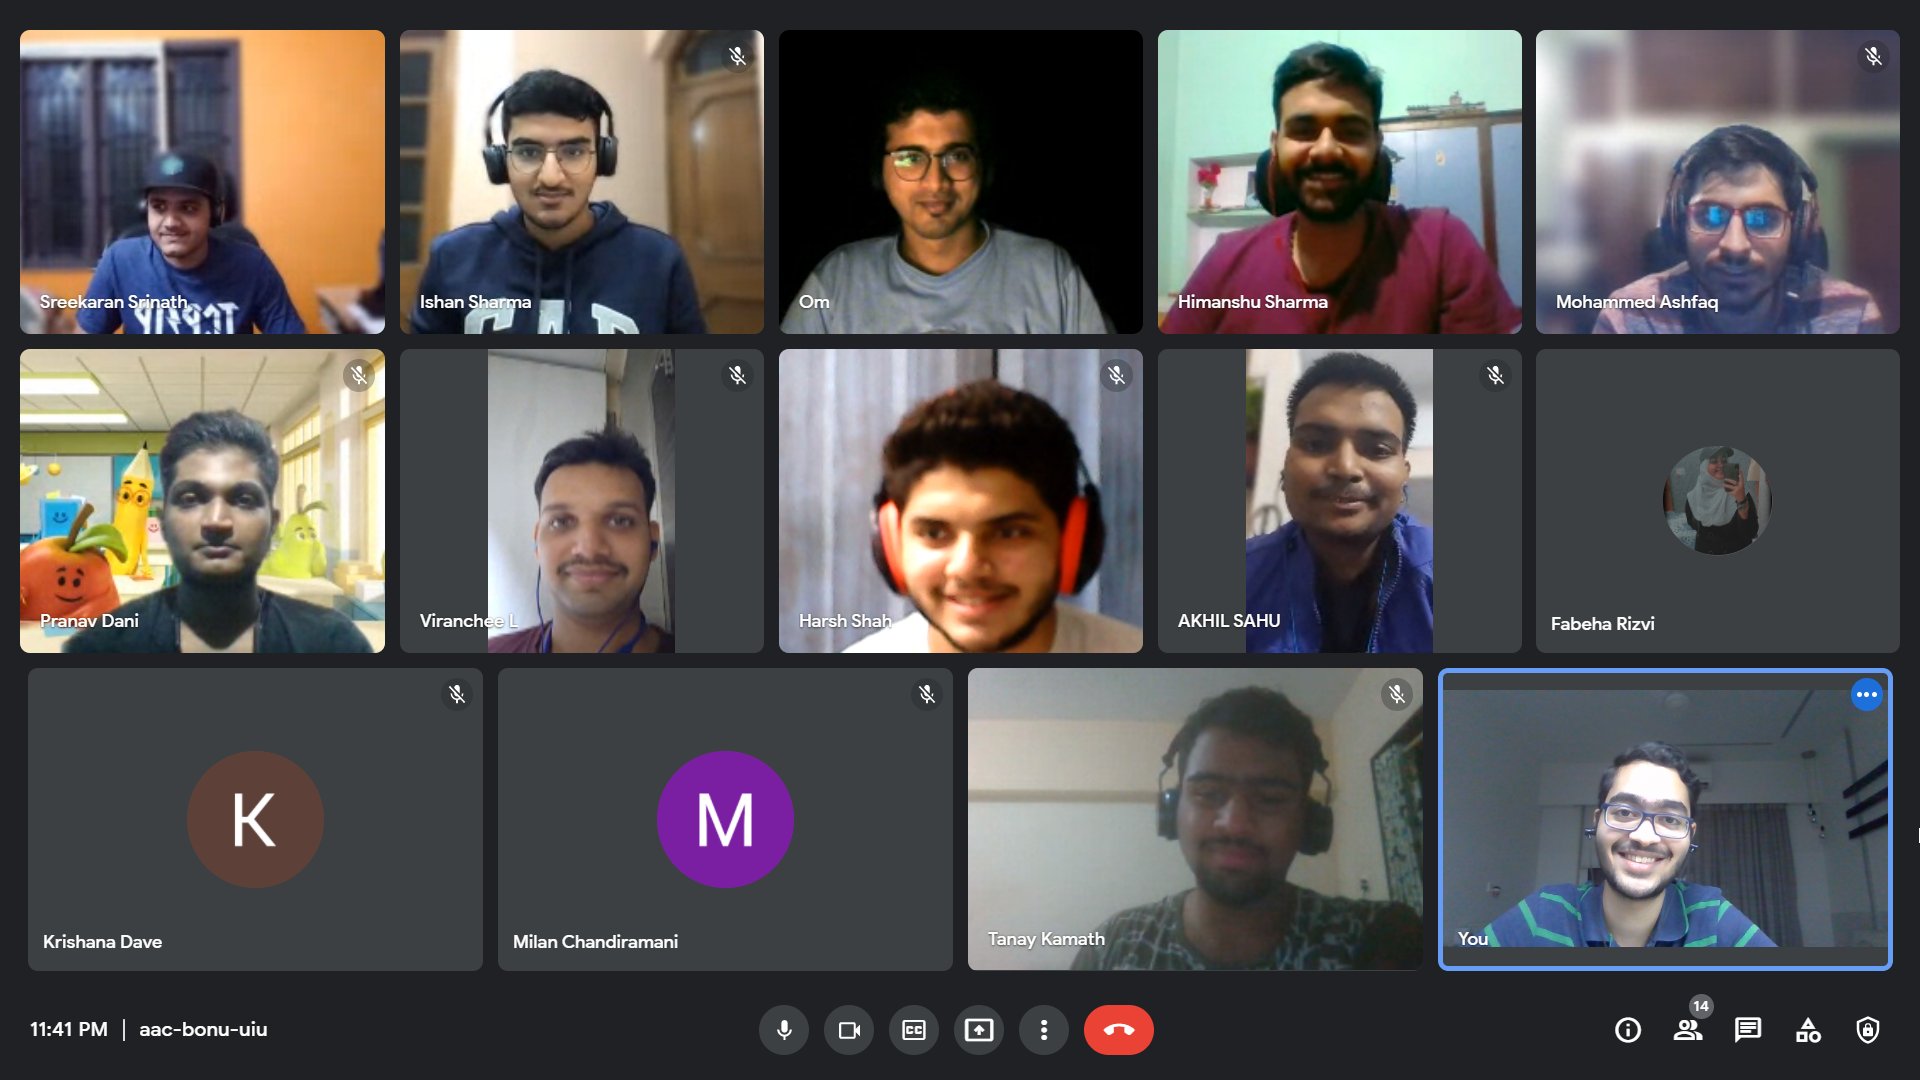 Sreekaran Srinath
Ishan Sharma
Om
Himanshu Sharma
Mohammed Ashfaq
Pranav Dani
Viranchee L
Harsh Shah
AKHIL SAHU
Fabeha Rizvi
K
Krishana Dave
M
Milan Chandiramani
Tanay Kamath
You
11:41 PM | aac-bonu-uiu
CC
14